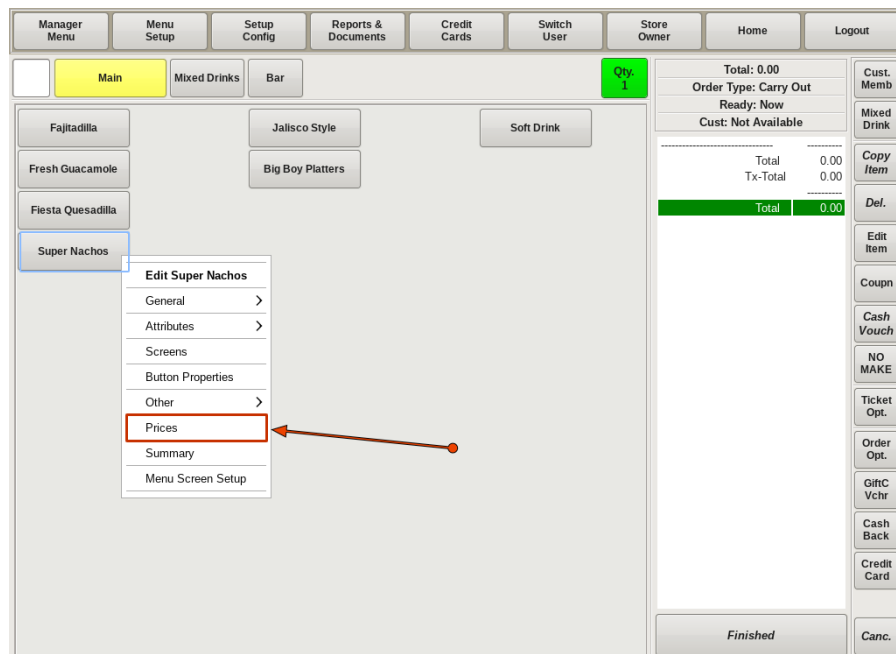 Manager
Menu
Menu
Setup
Setup
Config
Reports &
Documents
Credit
Cards
Switch
User
Store
Owner
Home
Logout
Main
Mixed Drinks
Bar
Qty.
1
Total: 0.00
Order Type: Carry Out
Ready: Now
Cust: Not Available
Fajitadilla
Jalisco Style
Soft Drink
Fresh Guacamole
Big Boy Platters
Fiesta Quesadilla
Super Nachos
Edit Super Nachos
General
Attributes
Screens
Button Properties
Other
Prices
Summary
Menu Screen Setup
-------------------------------- ----------
Total 0.00
Tx-Total 0.00
----------
Total 0.00
Finished
Cust.
Memb
Mixed
Drink
Copy
Item
Del.
Edit
Item
Coupn
Cash
Vouch
NO
MAKE
Ticket
Opt.
Order
Opt.
GiftC
Vchr
Cash
Back
Credit
Card
Canc.